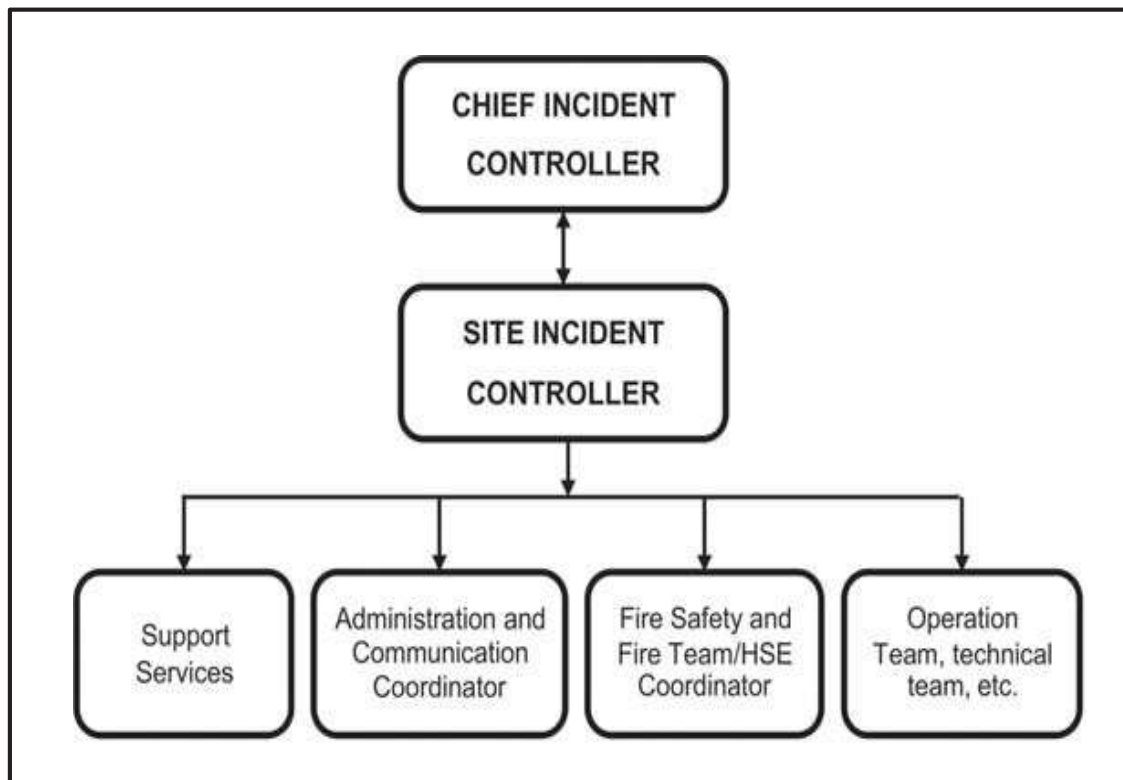 CHIEF INCIDENT
CONTROLLER
SITE INCIDENT
CONTROLLER
Support
Services
Administration and
Communication
Coordinator
Fire Safety and
Fire Team/HSE
Coordinator
Operation
Team, technical
team, etc.